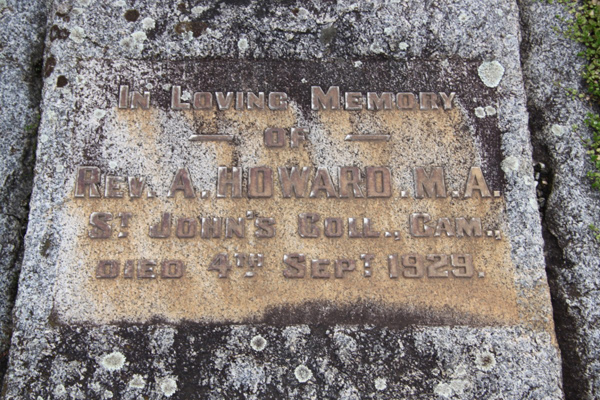 In Loving Memory
— of —
Rev. A. Howard. M.A.
St John's Coll., Cam.,
Died 4th Sept 1929.